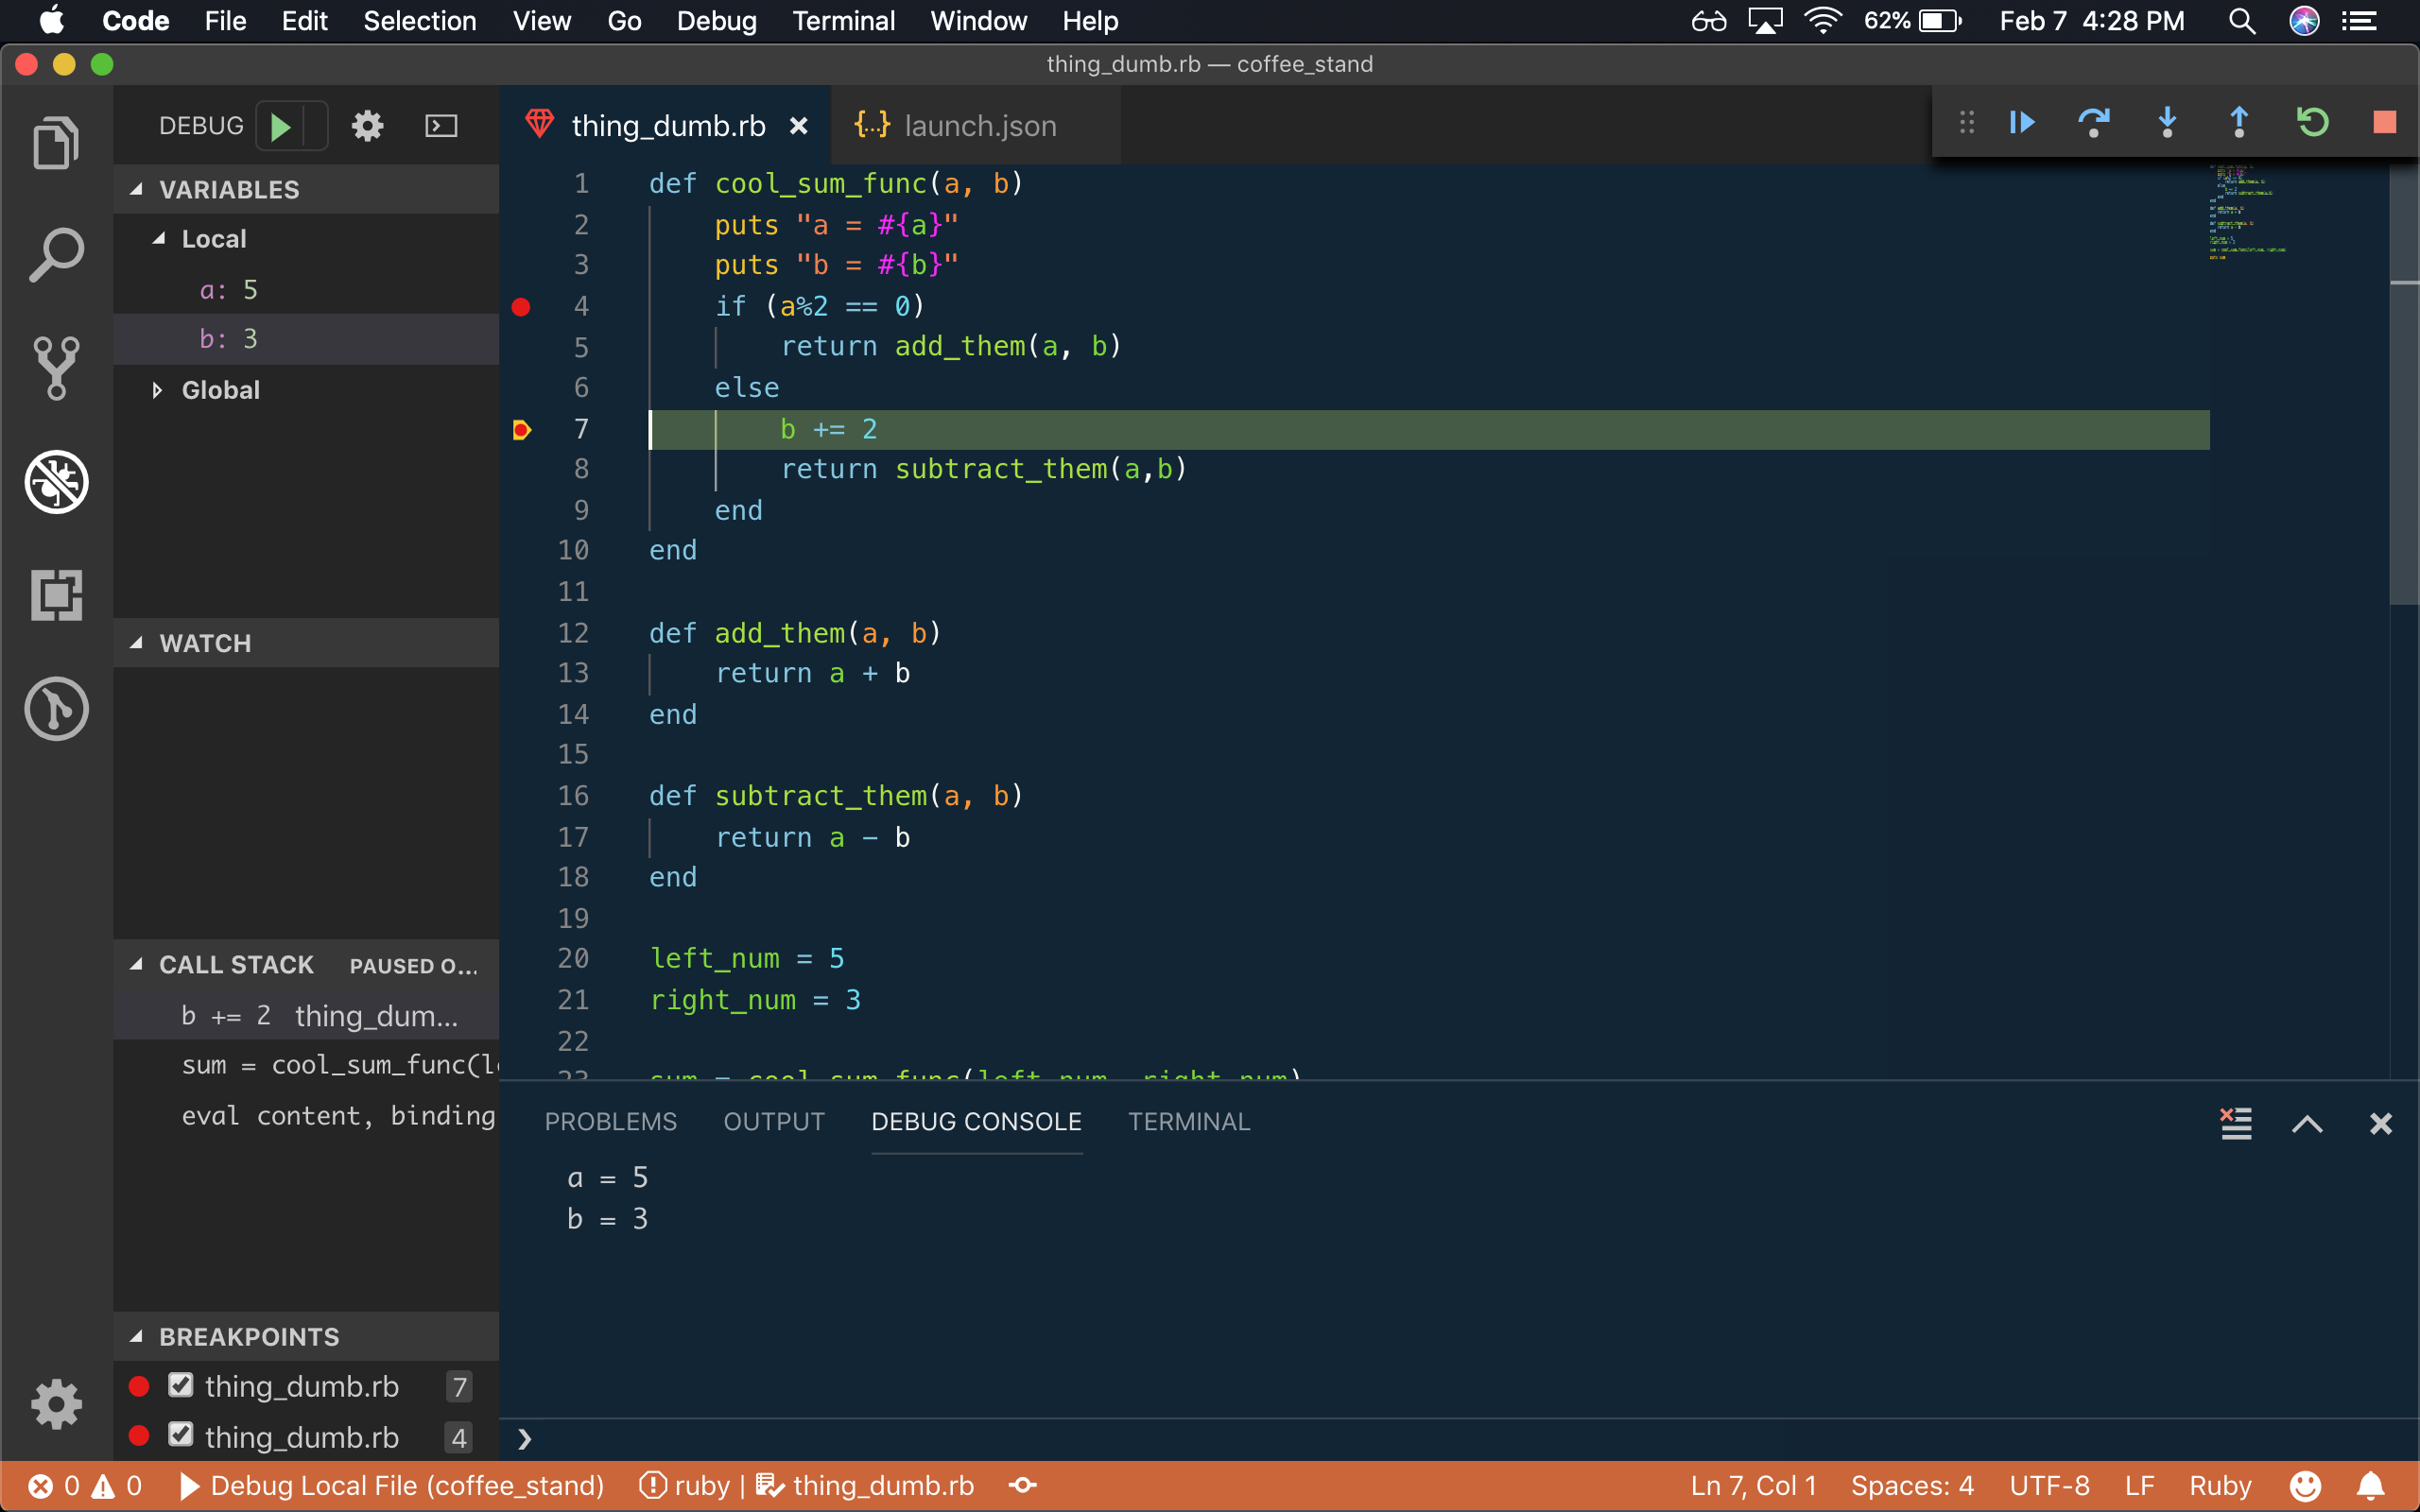 Code File Edit Selection View Go Debug Terminal Window Help 62% Feb 7 4:28 PM
thing_dumb.rb — coffee_stand
DEBUG
thing_dumb.rb
{..} launch.json
VARIABLES
Local
a: 5
b: 3
Global
WATCH
CALL STACK PAUSED O...
b += 2 thing_dum...
sum = cool_sum_func(l
eval content, binding
BREAKPOINTS
thing_dumb.rb 7
thing_dumb.rb 4
1 def cool_sum_func(a, b)
2 puts "a = #{a}"
3 puts "b = #{b}"
4 if (a%2 == 0)
5 return add_them(a, b)
6 else
7 b += 2
8 return subtract_them(a,b)
9 end
10 end
11
12 def add_them(a, b)
13 return a + b
14 end
15
16 def subtract_them(a, b)
17 return a - b
18 end
19
20 left_num = 5
21 right_num = 3
22
23 sum = cool_sum_func(left_num, right_num)
PROBLEMS OUTPUT DEBUG CONSOLE TERMINAL
a = 5
b = 3
0 0 Debug Local File (coffee_stand) ruby | thing_dumb.rb Ln 7, Col 1 Spaces: 4 UTF-8 LF Ruby